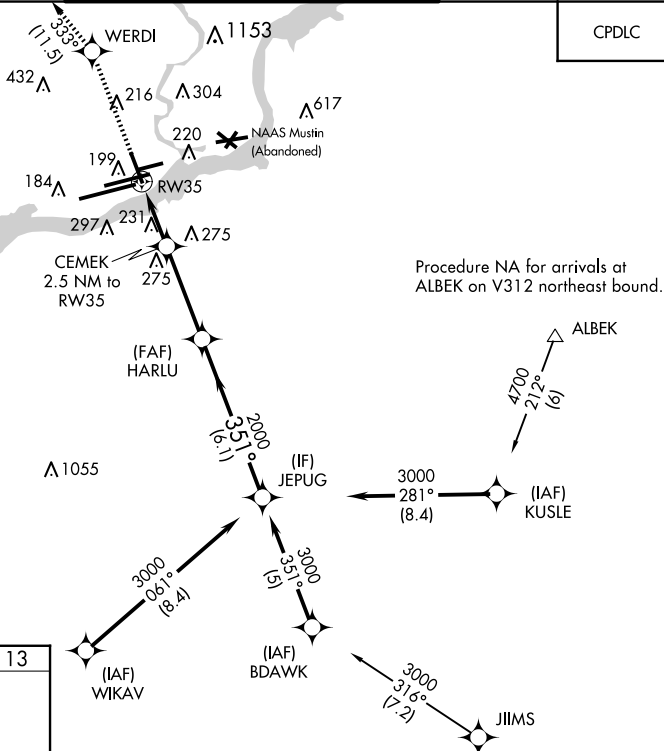 333°
(11.5)
WERDI
1153
CPDLC
432
216
304
617
220
NAAS Mustin
(Abandoned)
199
184
RW35
297
231
275
CEMEK
2.5 NM to
RW35
275
Procedure NA for arrivals at
ALBEK on V312 northeast bound.
ALBEK
4700
212°
(6)
(FAF)
HARLU
2000
351°
(6.1)
1055
(IF)
JEPUG
3000
281°
(8.4)
(IAF)
KUSLE
3000
061°
(8.4)
3000
351°
(5)
13
(IAF)
WIKAV
(IAF)
BDAWK
3000
316°
(7.2)
JIIMS